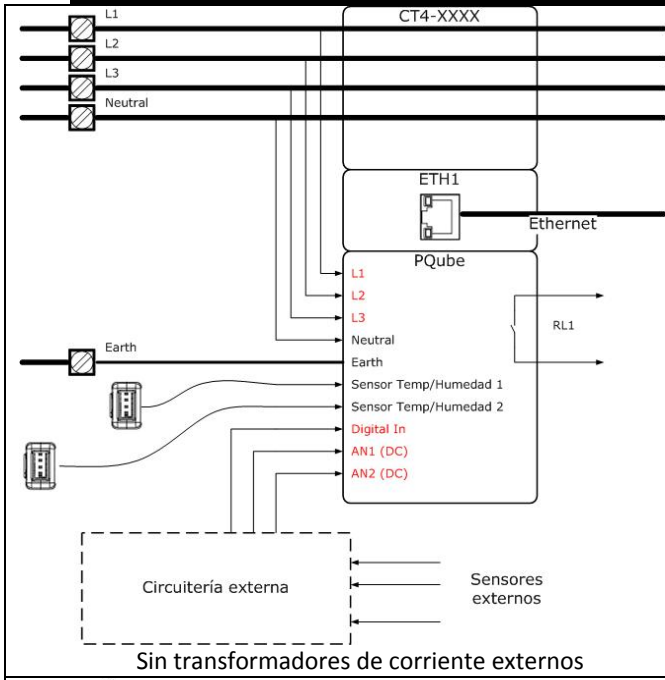 L1
CT4-XXXX
L2
L3
Neutral
ETH1
Ethernet
PQube
L1
L2
L3
RL1
Neutral
Earth
Earth
Sensor Temp/Humedad 1
Sensor Temp/Humedad 2
Digital In
AN1 (DC)
AN2 (DC)
Circuitería externa
Sensores
externos
Sin transformadores de corriente externos